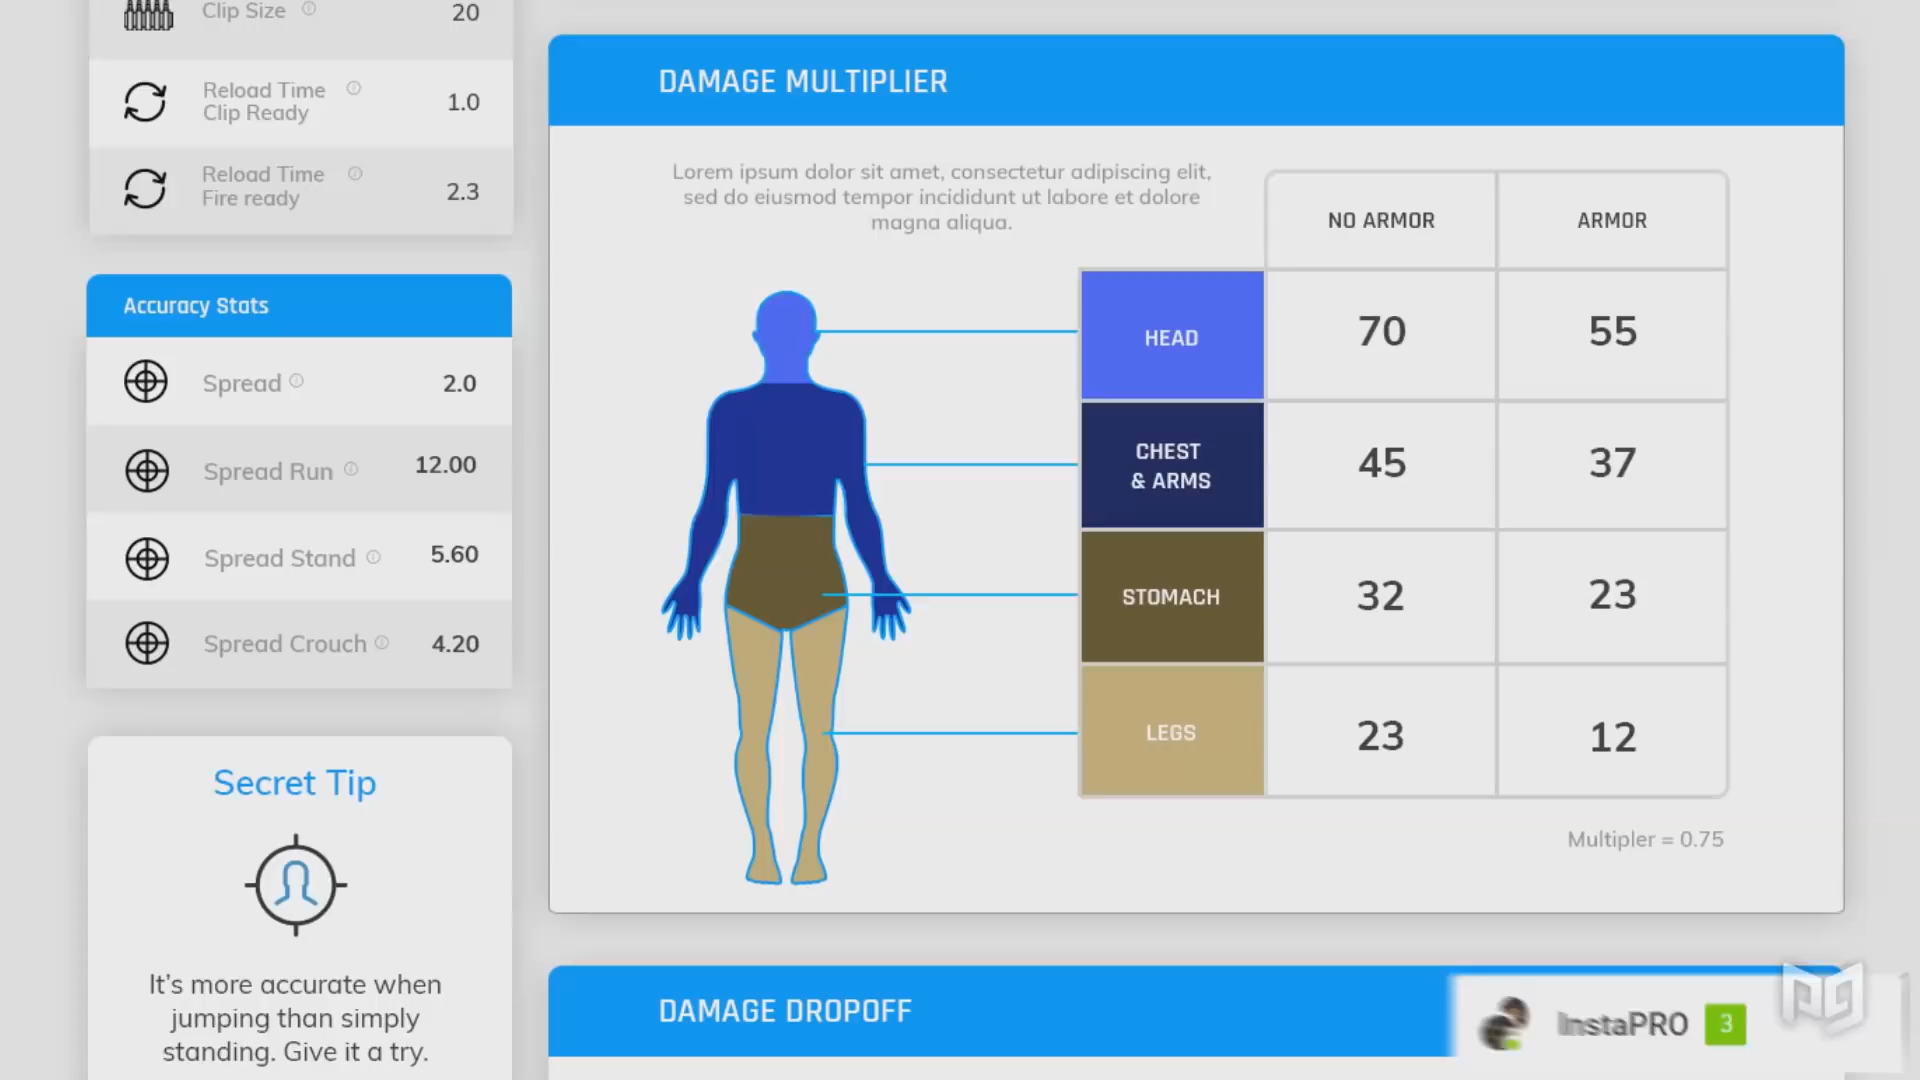 Clip Size
20
Reload Time
Clip Ready
1.0
Reload Time
Fire ready
2.3
Accuracy Stats
Spread
2.0
Spread Run
12.00
Spread Stand
5.60
Spread Crouch
4.20
Secret Tip
It's more accurate when
jumping than simply
standing. Give it a try.
DAMAGE MULTIPLIER
Lorem ipsum dolor sit amet, consectetur adipiscing elit,
sed do eiusmod tempor incididunt ut labore et dolore
magna aliqua.
NO ARMOR ARMOR
HEAD 70 55
CHEST
& ARMS
45 37
STOMACH 32 23
LEGS 23 12
Multipler = 0.75
DAMAGE DROPOFF
InstaPRO 3